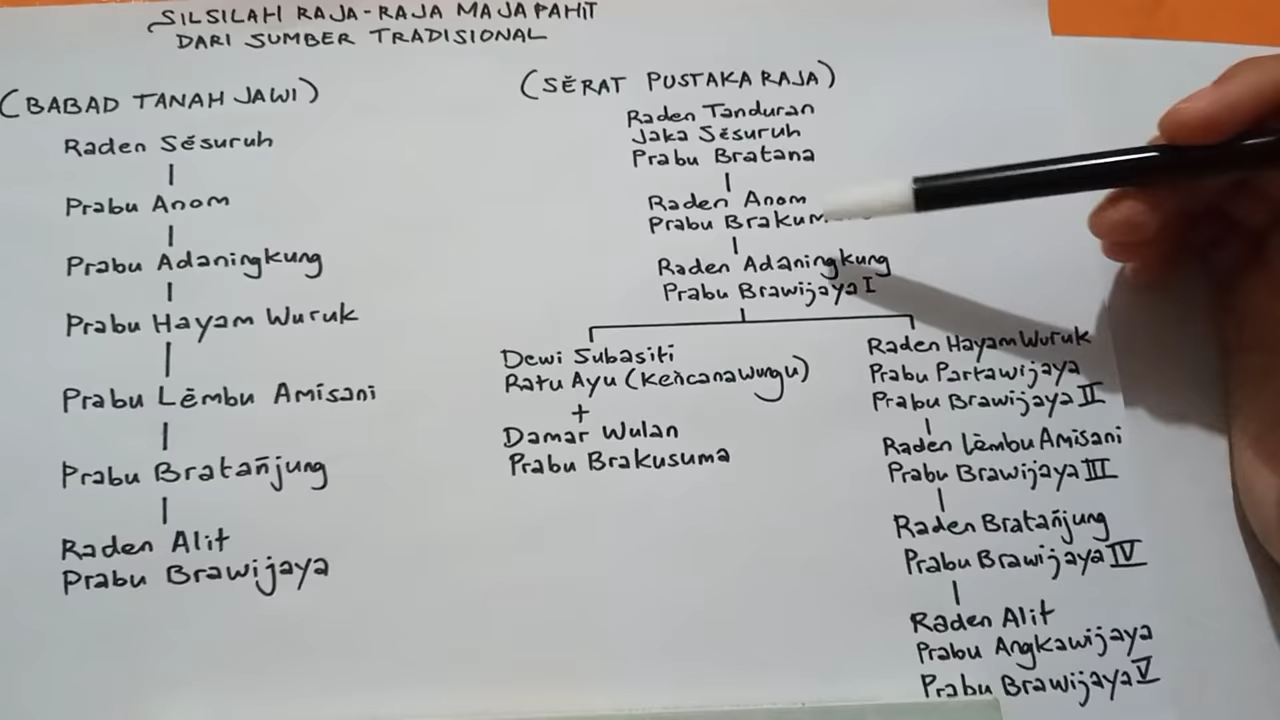 SILSILAH RAJA-RAJA MAJAPAHIT
DARI SUMBER TRADISIONAL
(BABAD TANAH JAWI)
Raden Sĕsuruh
Prabu Anom
Prabu Adaningkung
Prabu Hayam Wuruk
Prabu Lĕmbu Amisani
Prabu Bratañjung
Raden Alit
Prabu Brawijaya
(SĔRAT PUSTAKA RAJA)
Raden Tanduran
Jaka Sĕsuruh
Prabu Bratana
Raden Anom
Prabu
Raden Adaningkung
Prabu Brawijaya I
Dewi Subasiti
Ratu Ayu (Kĕñcanawungu)
+
Damar Wulan
Prabu Brakusuma
Raden Hayam Wuruk
Prabu Partawijaya
Prabu Brawijaya II
Raden Lĕmbu Amisani
Prabu Brawijaya III
Raden Bratañjung
Prabu Brawijaya IV
Raden Alit
Prabu Angkawijaya
Prabu Brawijaya V